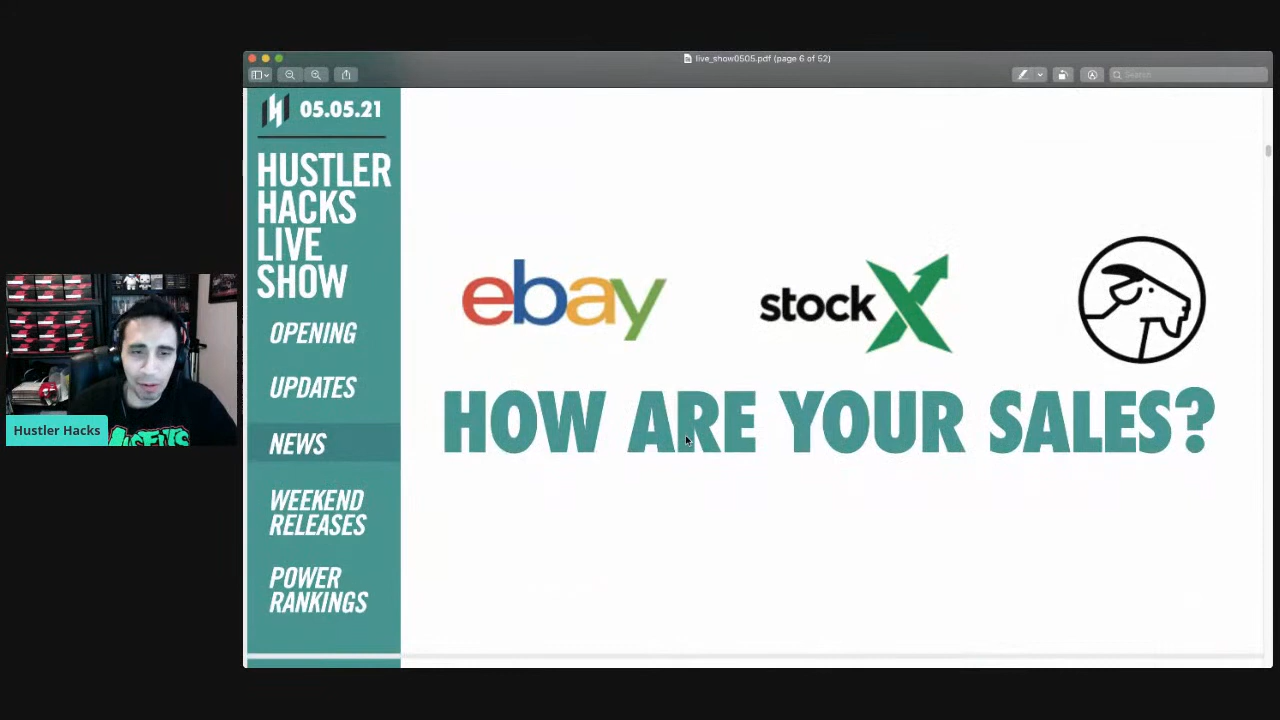 live_show0505.pdf (page 6 of 52)
Search
05.05.21
HUSTLER
HACKS
LIVE
SHOW
OPENING
UPDATES
NEWS
WEEKEND
RELEASES
POWER
RANKINGS
ebay
stockX
HOW ARE YOUR SALES?
Hustler Hacks